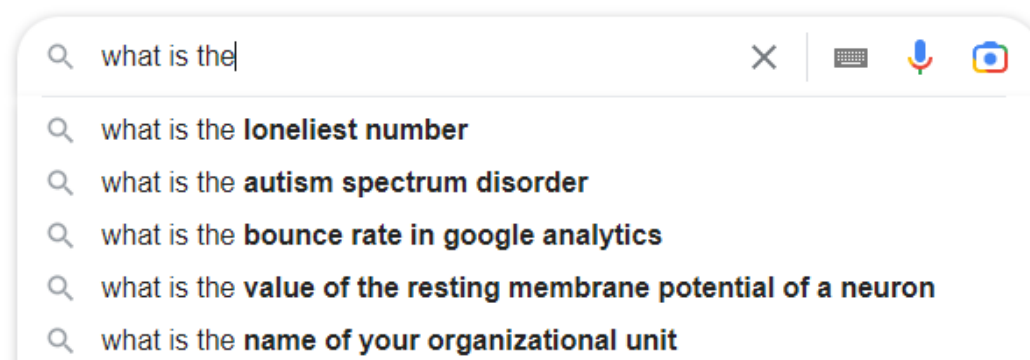 what is the
what is the loneliest number
what is the autism spectrum disorder
what is the bounce rate in google analytics
what is the value of the resting membrane potential of a neuron
what is the name of your organizational unit